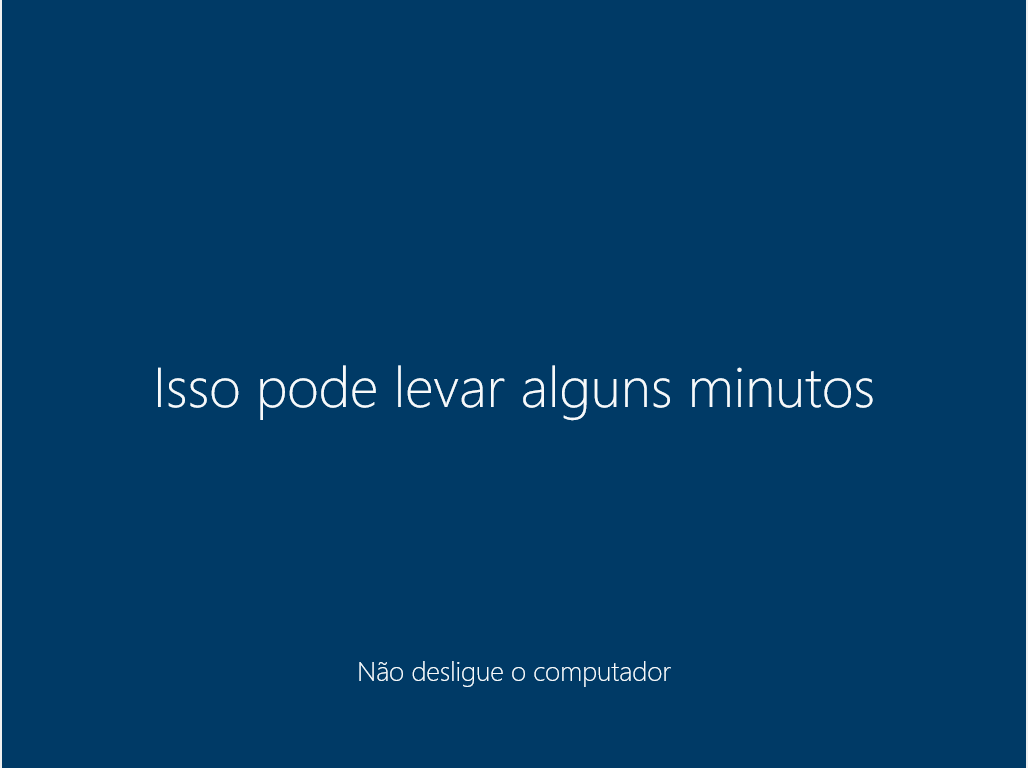 Isso pode levar alguns minutos
Não desligue o computador